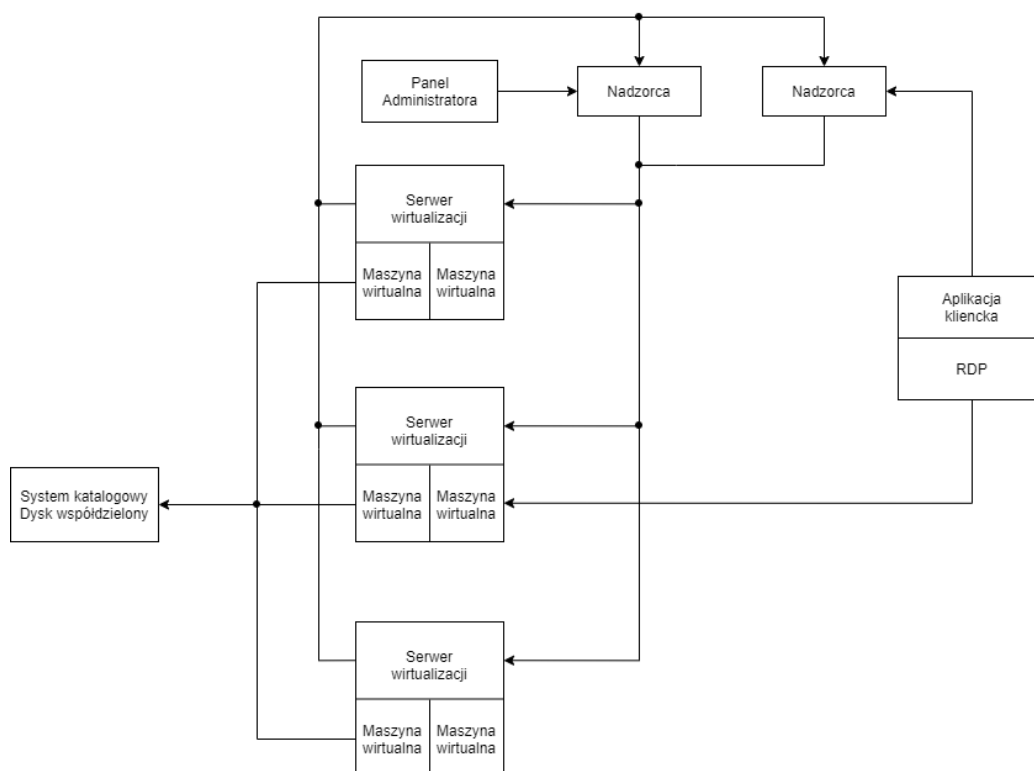 Panel
Administratora
Nadzorca
Nadzorca
Serwer
wirtualizacji
Maszyna
wirtualna
Maszyna
wirtualna
Aplikacja
kliencka
RDP
Serwer
wirtualizacji
Maszyna
wirtualna
Maszyna
wirtualna
System katalogowy
Dysk współdzielony
Serwer
wirtualizacji
Maszyna
wirtualna
Maszyna
wirtualna